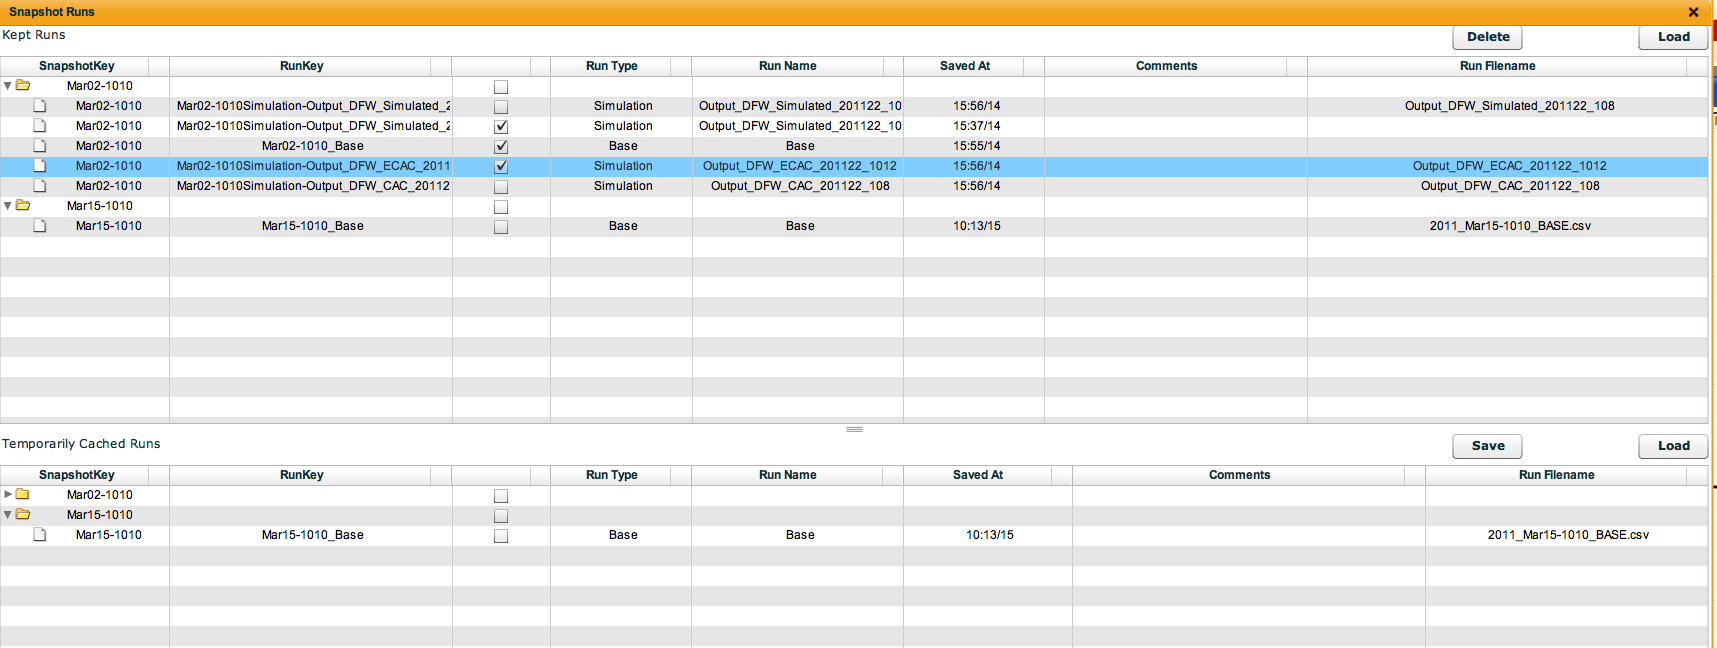 Snapshot Runs
Kept Runs Delete Load
SnapshotKey RunKey Run Type Run Name Saved At Comments Run Filename
Mar02-1010
Mar02-1010 Mar02-1010Simulation-Output_DFW_Simulated_2 Simulation Output_DFW_Simulated_201122_10 15:56/14 Output_DFW_Simulated_201122_108
Mar02-1010 Mar02-1010Simulation-Output_DFW_Simulated_2 Simulation Output_DFW_Simulated_201122_10 15:37/14
Mar02-1010 Mar02-1010_Base Base Base 15:55/14
Mar02-1010 Mar02-1010Simulation-Output_DFW_ECAC_2011 Simulation Output_DFW_ECAC_201122_1012 15:56/14 Output_DFW_ECAC_201122_1012
Mar02-1010 Mar02-1010Simulation-Output_DFW_CAC_20112 Simulation Output_DFW_CAC_201122_108 15:56/14 Output_DFW_CAC_201122_108
Mar15-1010
Mar15-1010 Mar15-1010_Base Base Base 10:13/15 2011_Mar15-1010_BASE.csv
Temporarily Cached Runs Save Load
SnapshotKey RunKey Run Type Run Name Saved At Comments Run Filename
Mar02-1010
Mar15-1010
Mar15-1010 Mar15-1010_Base Base Base 10:13/15 2011_Mar15-1010_BASE.csv